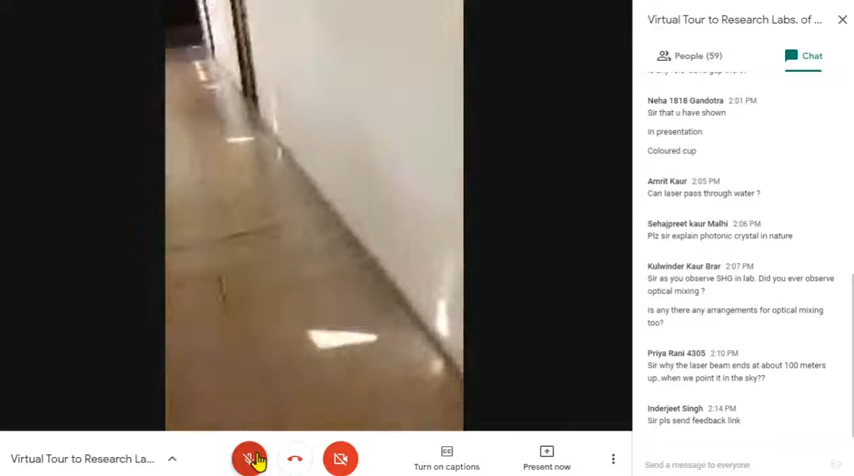 Virtual Tour to Research Labs. of ...
People (59)
Chat
Neha 1818 Gandotra 2:01 PM
Sir that u have shown
in presentation
Coloured cup
Amrit Kaur 2:05 PM
Can laser pass through water ?
Sehajpreet kaur Malhi 2:06 PM
Plz sir explain photonic crystal in nature
Kulwinder Kaur Brar 2:07 PM
Sir as you observe SHG in lab. Did you ever observe
optical mixing ?
Is any there any arrangements for optical mixing
too?
Priya Rani 4305 2:10 PM
Sir why the laser beam ends at about 100 meters
up..when we point it in the sky??
Inderjeet Singh 2:14 PM
Sir pls send feedback link
Send a message to everyone
Virtual Tour to Research La...
Turn on captions
Present now